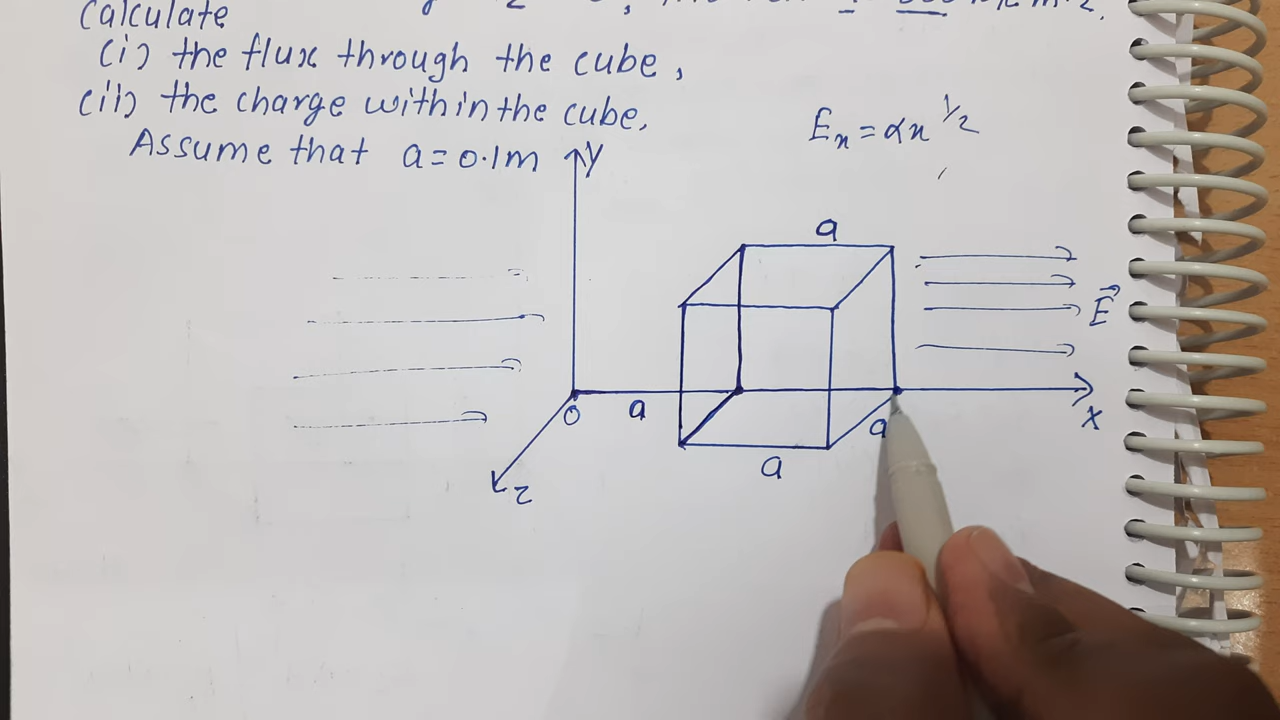 Calculate
(i) the flux through the cube,
(ii) the charge within the cube,
Assume that a=0.1m
Eₓ = αx^1/2
y
a
E⃗
0
a
x
a
a
z